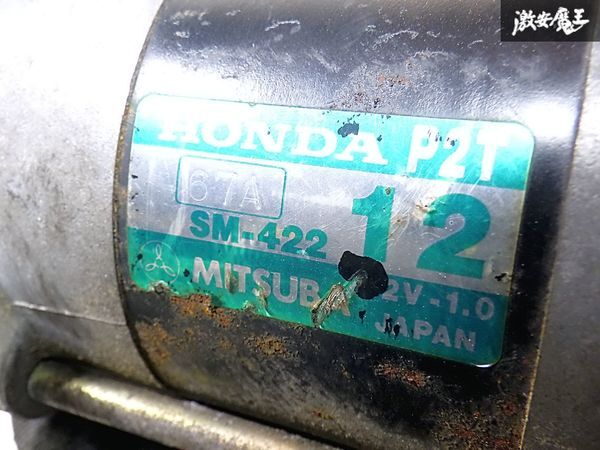 激安魔王
HONDA P2T
67A
SM-422 12
MITSUBA 12V-1.0
JAPAN